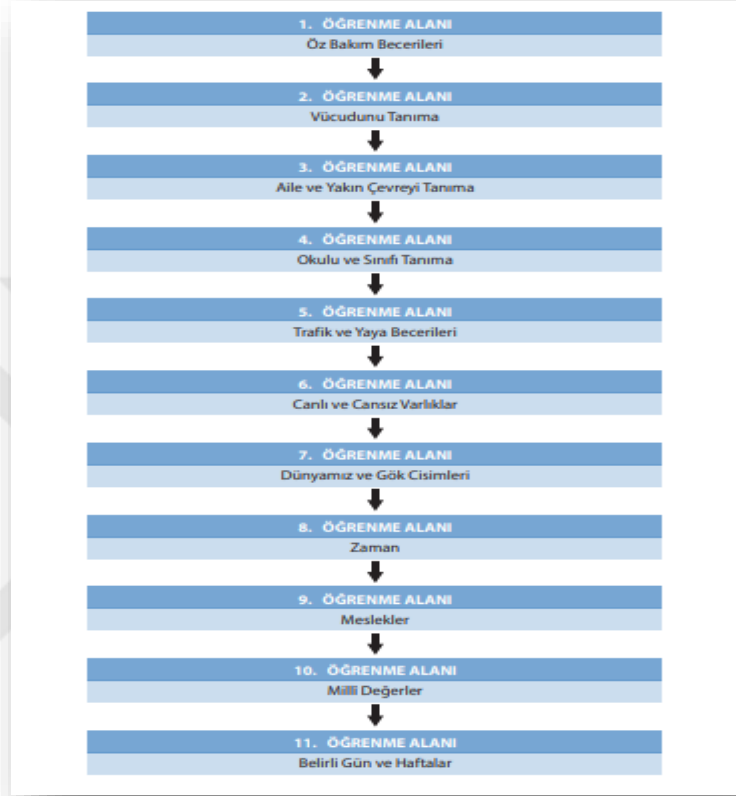 1. ÖĞRENME ALANI
Öz Bakım Becerileri
2. ÖĞRENME ALANI
Vücudunu Tanıma
3. ÖĞRENME ALANI
Aile ve Yakın Çevreyi Tanıma
4. ÖĞRENME ALANI
Okulu ve Sınıfı Tanıma
5. ÖĞRENME ALANI
Trafik ve Yaya Becerileri
6. ÖĞRENME ALANI
Canlı ve Cansız Varlıklar
7. ÖĞRENME ALANI
Dünyamız ve Gök Cisimleri
8. ÖĞRENME ALANI
Zaman
9. ÖĞRENME ALANI
Meslekler
10. ÖĞRENME ALANI
Millî Değerler
11. ÖĞRENME ALANI
Belirli Gün ve Haftalar